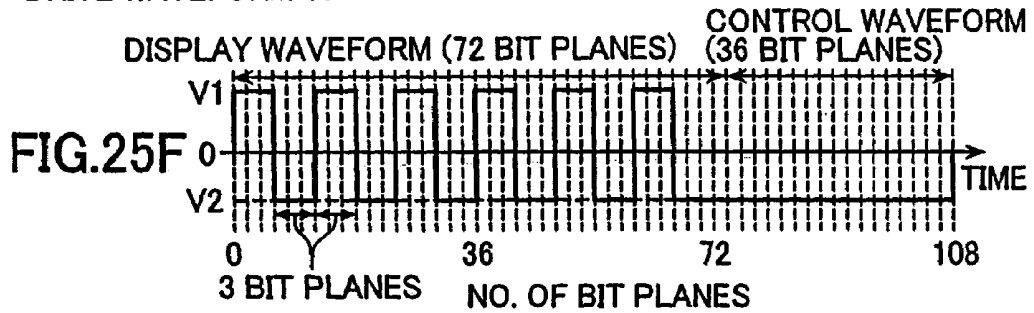 CONTROL WAVEFORM
DISPLAY WAVEFORM (72 BIT PLANES) (36 BIT PLANES)
V1
FIG.25F 0
TIME
V2
0 36 72 108
3 BIT PLANES NO. OF BIT PLANES